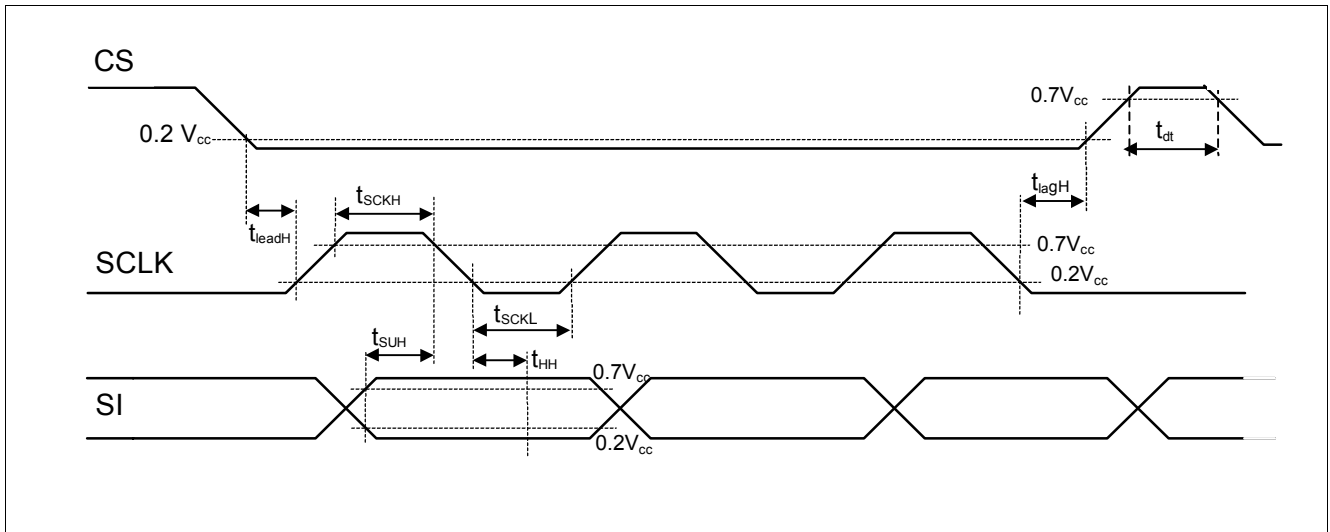 CS
0.7Vcc
0.2 Vcc
tdt
tSCKH
tlagH
tleadH
0.7Vcc
SCLK
0.2Vcc
tSCKL
tSUH
tHH
0.7Vcc
SI
0.2Vcc